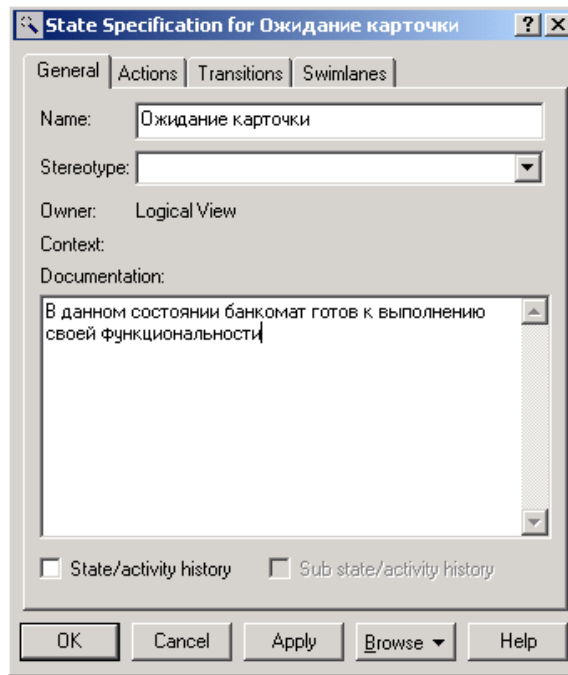 State Specification for Ожидание карточки
General Actions Transitions Swimlanes
Name: Ожидание карточки
Stereotype:
Owner: Logical View
Context:
Documentation:
В данном состоянии банкомат готов к выполнению
своей функциональности
State/activity history Sub state/activity history
OK Cancel Apply Browse Help